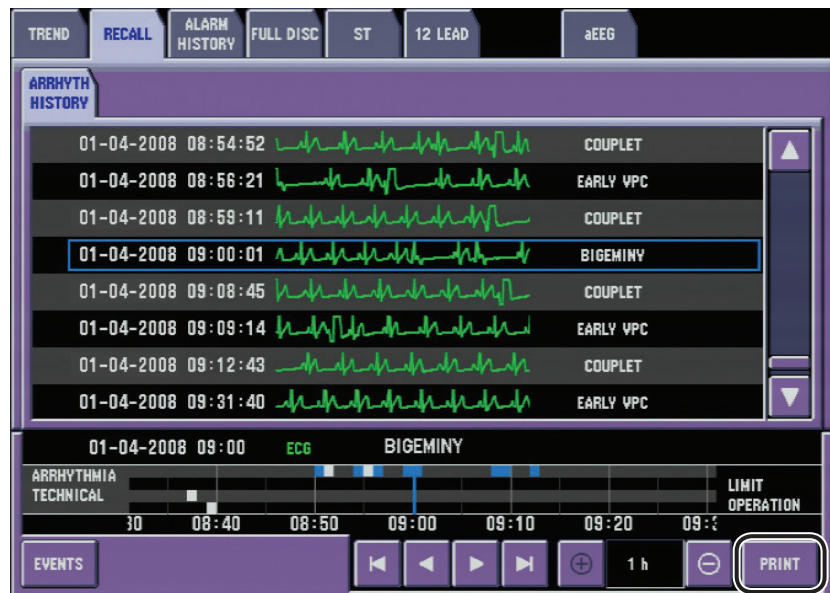 TREND RECALL ALARM HISTORY FULL DISC ST 12 LEAD aEEG
ARRHYTH HISTORY
01-04-2008 08:54:52 COUPLET
01-04-2008 08:56:21 EARLY VPC
01-04-2008 08:59:11 COUPLET
01-04-2008 09:00:01 BIGEMINY
01-04-2008 09:08:45 COUPLET
01-04-2008 09:09:14 EARLY VPC
01-04-2008 09:12:43 COUPLET
01-04-2008 09:31:40 EARLY VPC
01-04-2008 09:00 ECG BIGEMINY
ARRHYTHMIA
TECHNICAL LIMIT
OPERATION
08:40 08:50 09:00 09:10 09:20
EVENTS 1 h PRINT